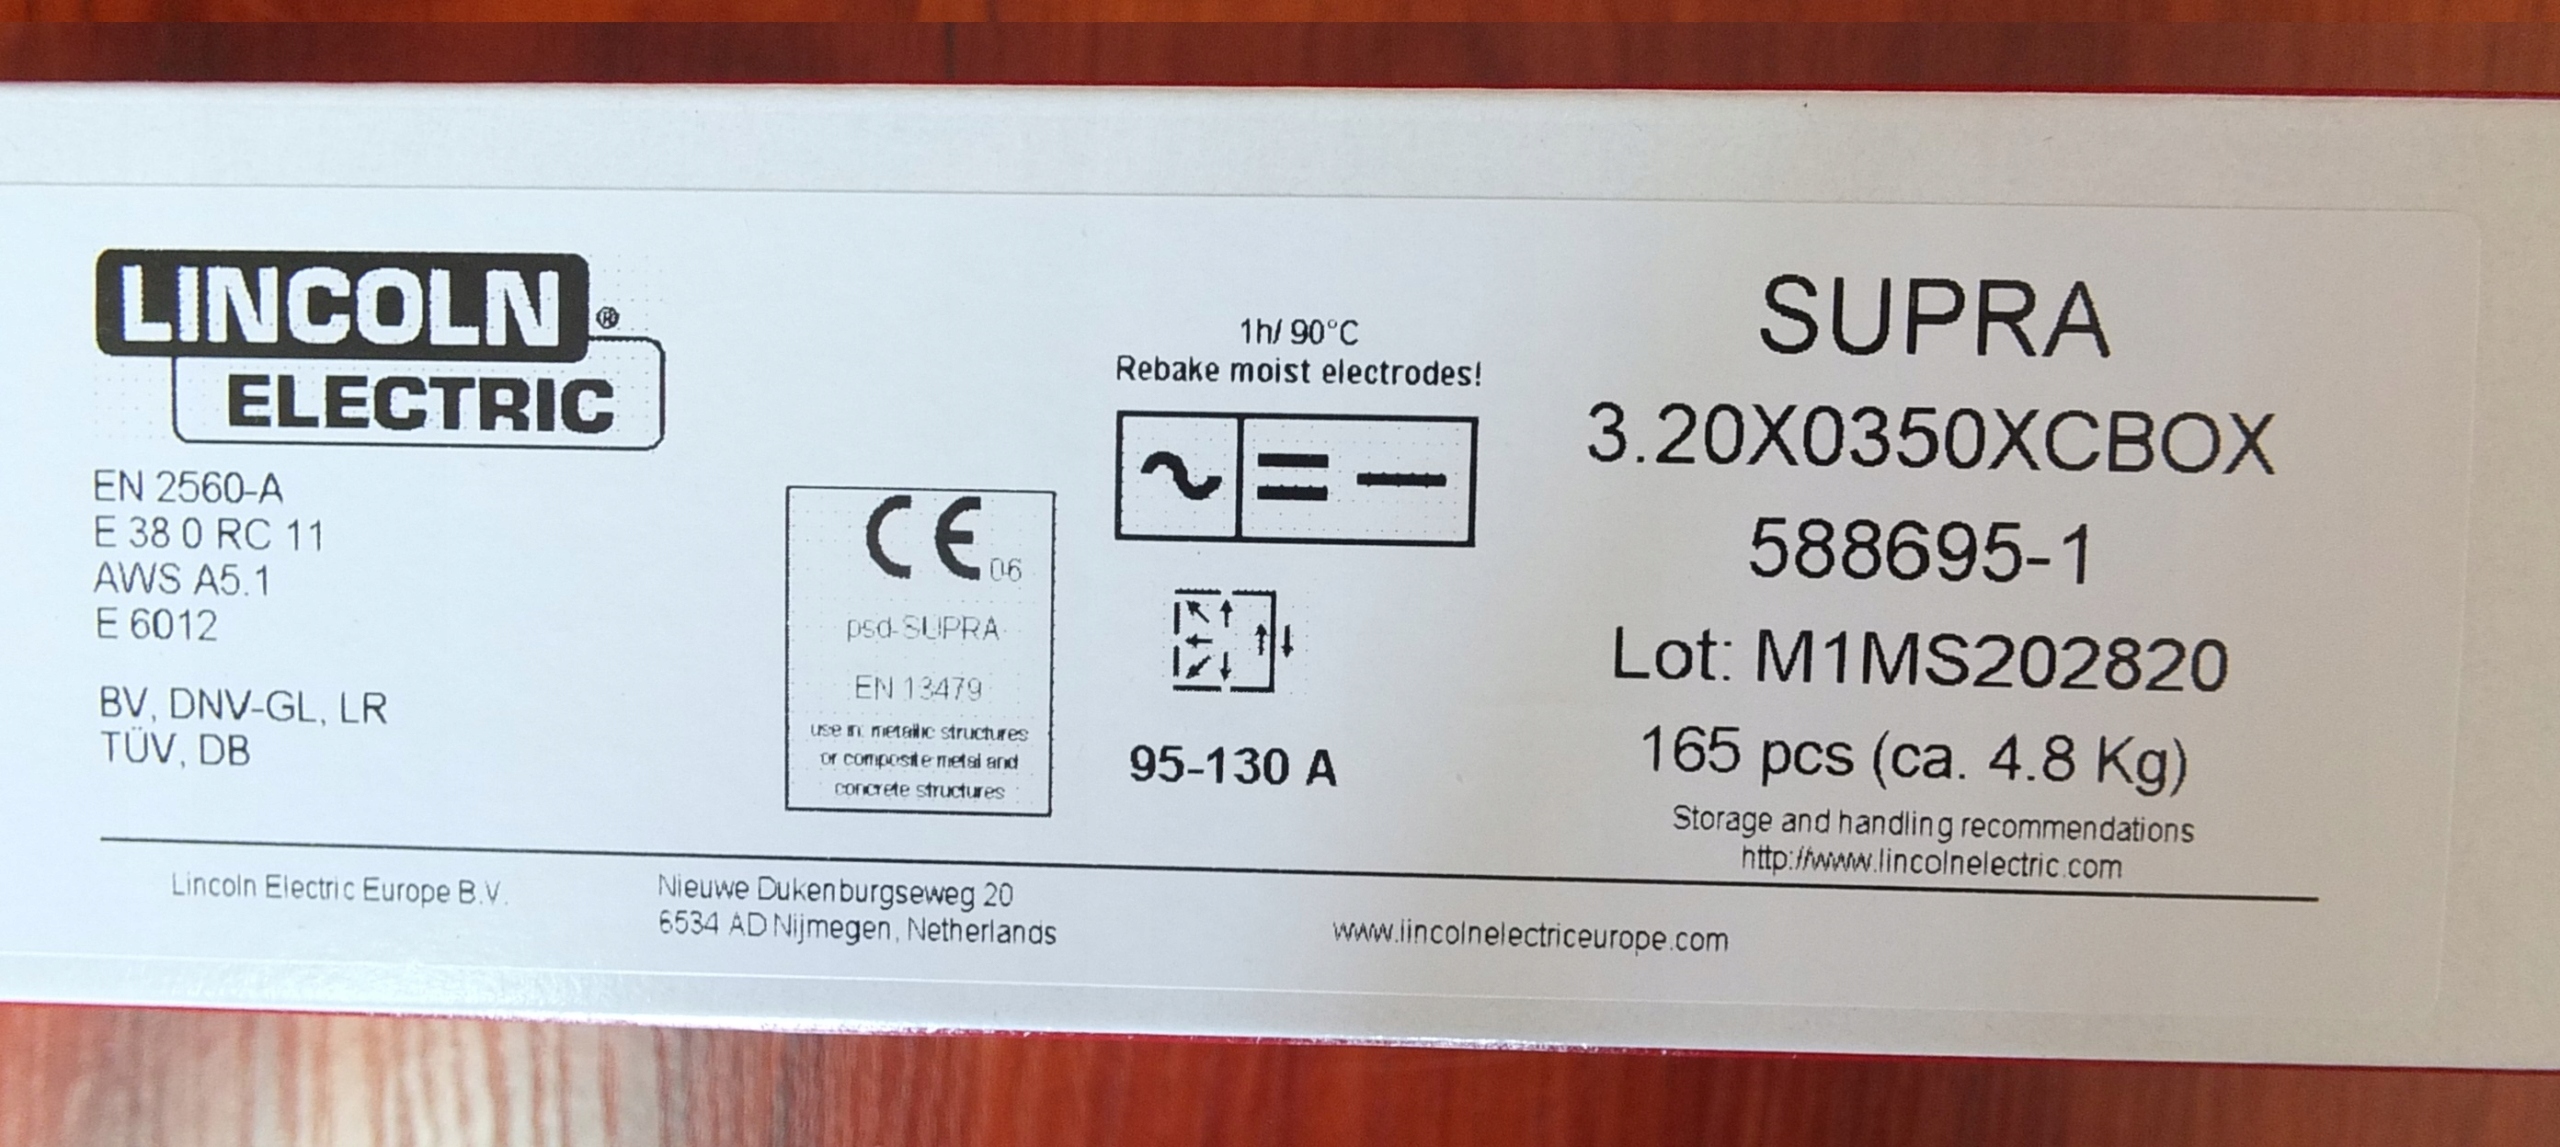 LINCOLN ®
ELECTRIC
EN 2560-A
E 38 0 RC 11
AWS A5.1
E 6012
BV, DNV-GL, LR
TÜV, DB
CE 06
psd-SUPRA
EN 13479
use in: metallic structures
or composite metal and
concrete structures
1h/ 90°C
Rebake moist electrodes!
95-130 A
SUPRA
3.20X0350XCBOX
588695-1
Lot: M1MS202820
165 pcs (ca. 4.8 Kg)
Storage and handling recommendations
http://www.lincolnelectric.com
Lincoln Electric Europe B.V.
Nieuwe Dukenburgseweg 20
6534 AD Nijmegen, Netherlands
www.lincolnelectriceurope.com